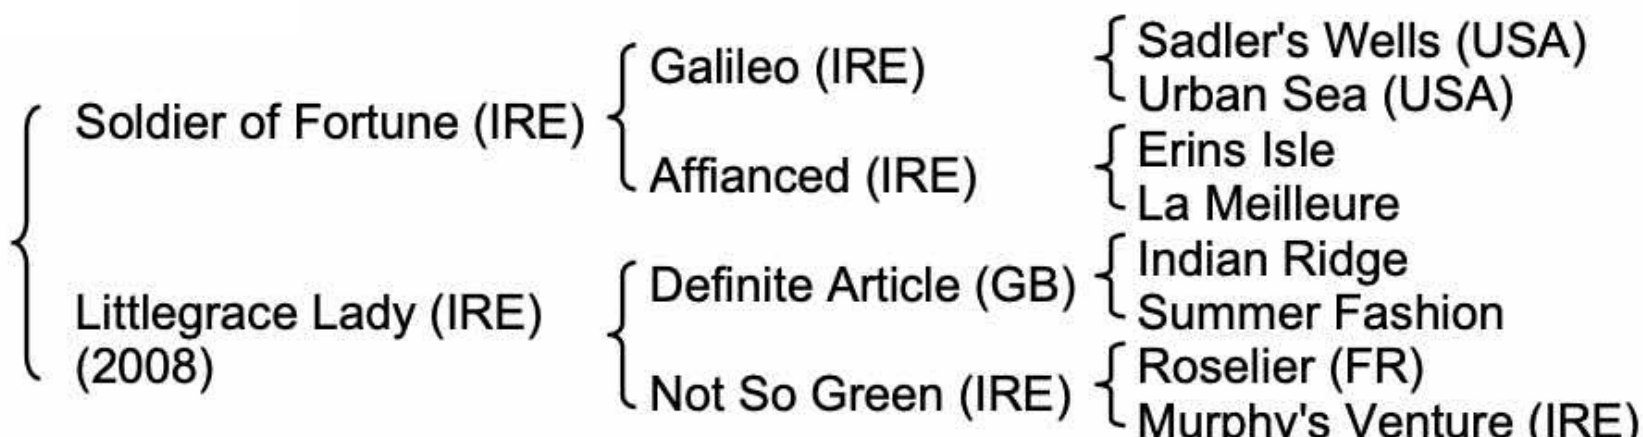 Sadler's Wells (USA)
Galileo (IRE)
Urban Sea (USA)
Soldier of Fortune (IRE)
Erins Isle
Affianced (IRE)
La Meilleure
Indian Ridge
Definite Article (GB)
Summer Fashion
Littlegrace Lady (IRE)
(2008)
Roselier (FR)
Not So Green (IRE)
Murphy's Venture (IRE)